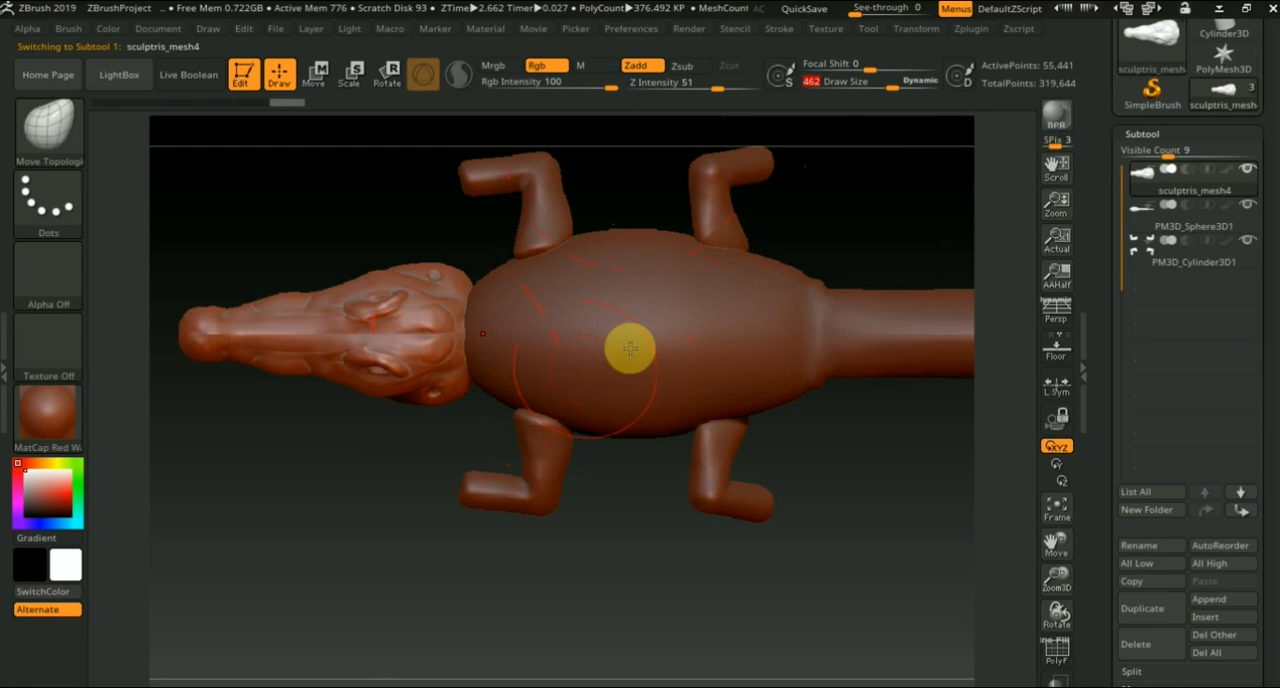 ZBrush 2019 ZBrushProject .. • Free Mem 0.722GB • Active Mem 776 • Scratch Disk 93 • ZTime▶2.662 Timer▶0.027 • PolyCount▶376.492 KP • MeshCount AC QuickSave See-through 0 Menus DefaultZScript
Alpha Brush Color Document Draw Edit File Layer Light Macro Marker Material Movie Picker Preferences Render Stencil Stroke Texture Tool Transform Zplugin Zscript
Switching to Subtool 1: sculptris_mesh4
Home Page LightBox Live Boolean Edit Draw Move Scale Rotate
Mrgb Rgb M Zadd Zsub Zcut
Rgb Intensity 100 Z Intensity 51
S Focal Shift 0 D
462 Draw Size Dynamic
ActivePoints: 55,441
TotalPoints: 319,644
Move Topologi
Dots
Alpha Off
Texture Off
MatCap Red W
Gradient
SwitchColor
Alternate
BPR
SPix 3
Scroll
Zoom
Actual
AAHalf
Dynamic
Persp
Floor
L.Sym
XYZ
Y
Z
Frame
Move
Zoom3D
Rotate
PolyF
Cylinder3D
sculptris_mesh PolyMesh3D
3
SimpleBrush sculptris_mesh
Subtool
Visible Count 9
sculptris_mesh4
PM3D_Sphere3D1
PM3D_Cylinder3D1
List All
New Folder
Rename AutoReorder
All Low All High
Copy Paste
Duplicate Append
Insert
Delete Del Other
Del All
Split